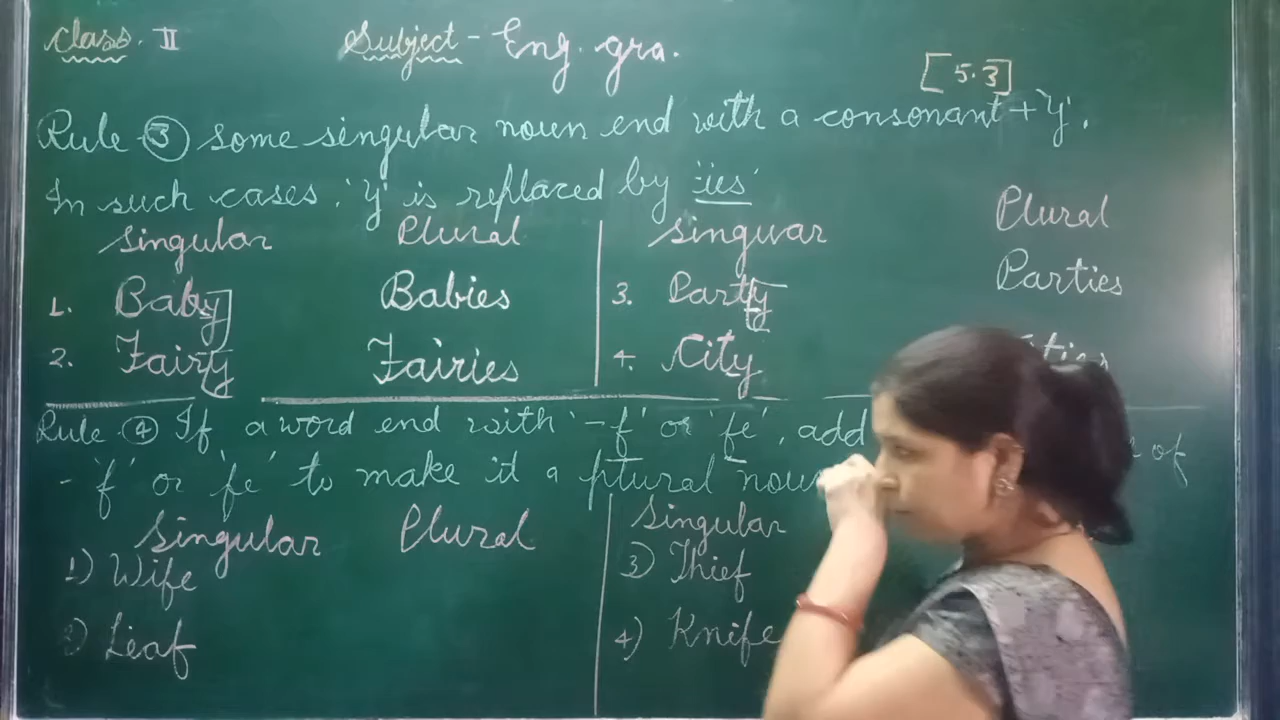 Class. II Subject - Eng. gra.
[5.3]
Rule - ③ some singular noun end with a consonant + 'y'.
In such cases. 'y' is replaced by 'ies'
singular Plural singuar Plural
1. Baby Babies 3. Party Parties
2. Fairy Fairies 4. City
Rule. ④ If a word end with '-f' or 'fe', add of
- 'f' or 'fe' to make it a plural noun
Singular Plural Singular
1) Wife 3) Thief
2) Leaf 4) Knife